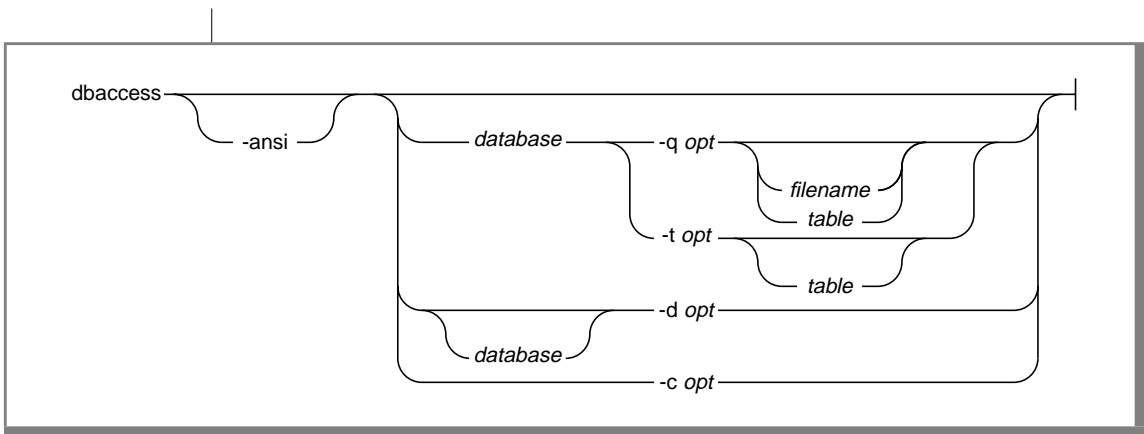 dbaccess
-ansi
database
-q opt
filename
table
-t opt
table
-d opt
database
-c opt